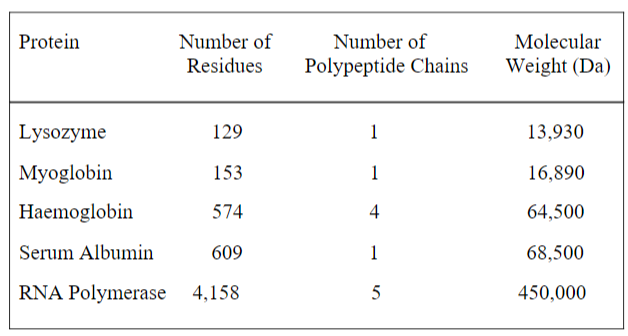 Protein Number of Residues Number of Polypeptide Chains Molecular Weight (Da)
Lysozyme 129 1 13,930
Myoglobin 153 1 16,890
Haemoglobin 574 4 64,500
Serum Albumin 609 1 68,500
RNA Polymerase 4,158 5 450,000